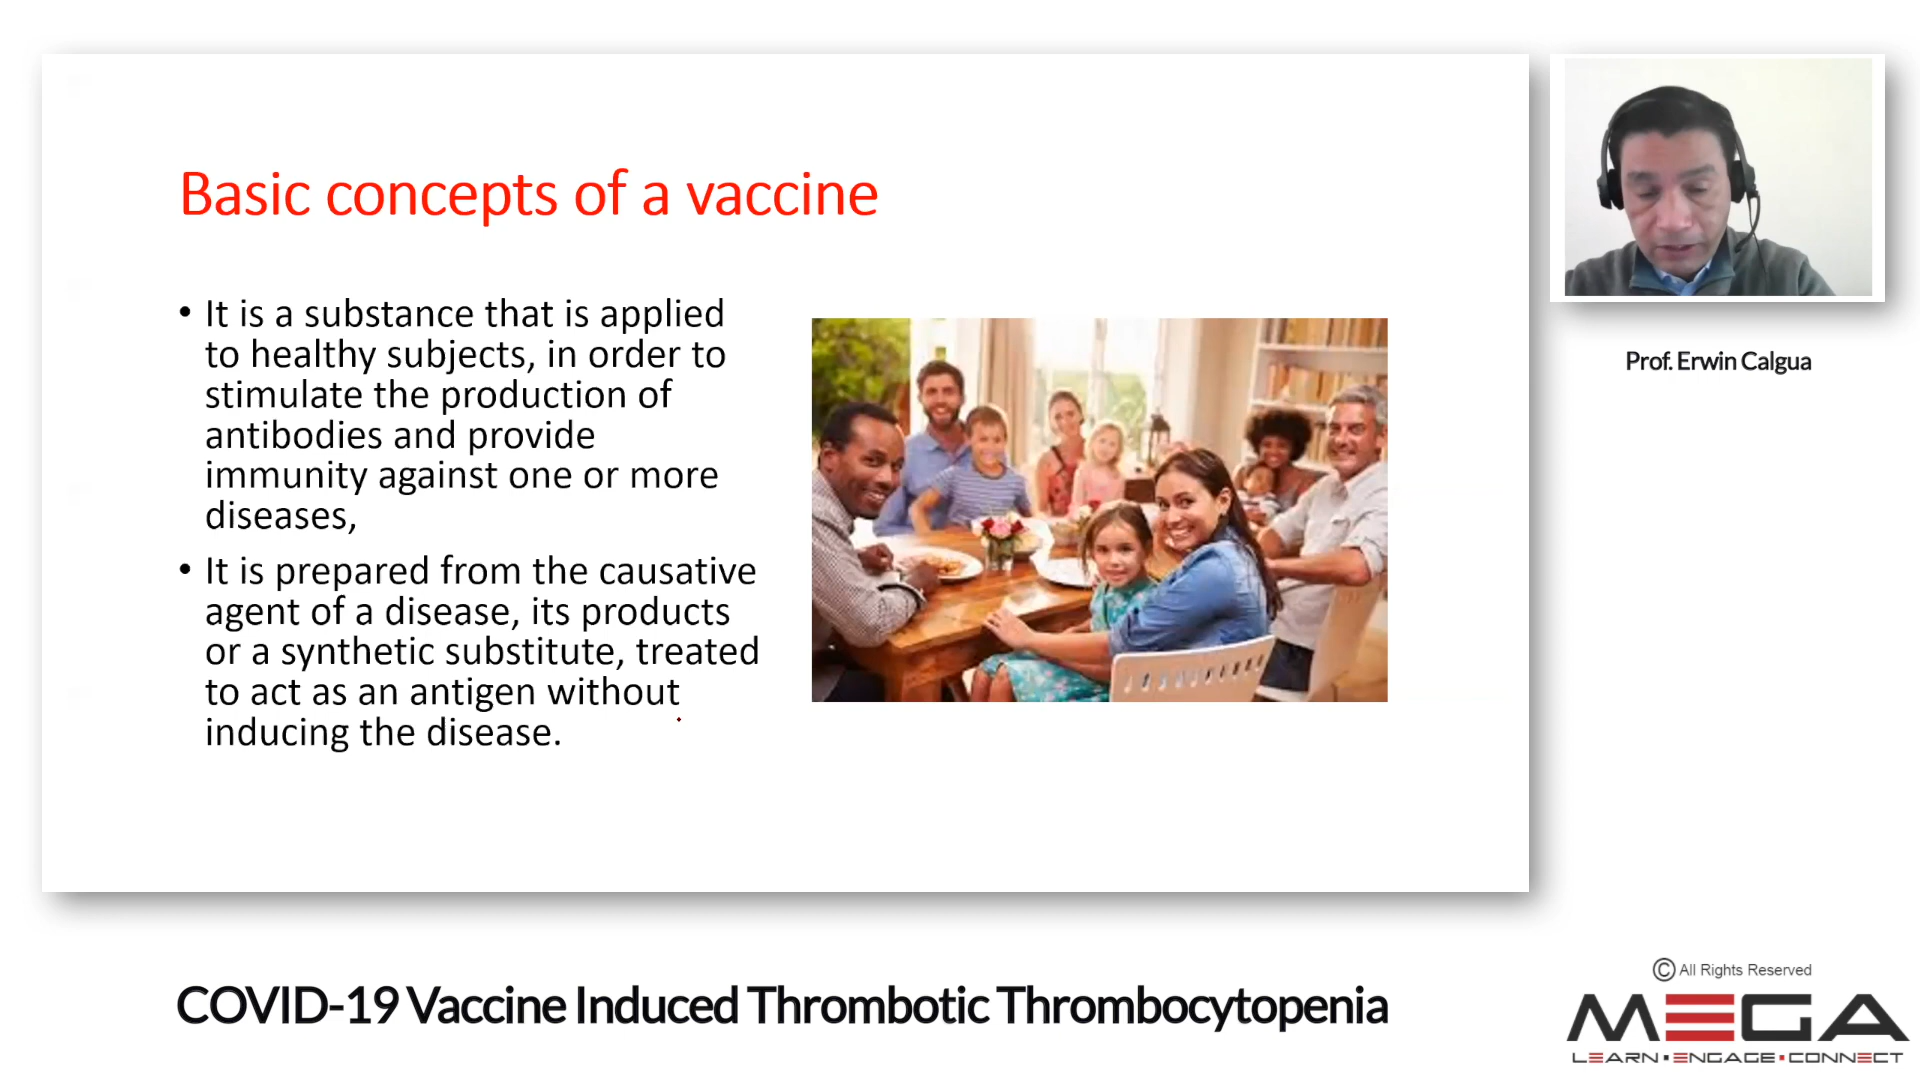 Basic concepts of a vaccine
• It is a substance that is applied
to healthy subjects, in order to
stimulate the production of
antibodies and provide
immunity against one or more
diseases,
• It is prepared from the causative
agent of a disease, its products
or a synthetic substitute, treated
to act as an antigen without
inducing the disease.
Prof. Erwin Calgua
COVID-19 Vaccine Induced Thrombotic Thrombocytopenia
© All Rights Reserved
MEGA
LEARN▪ENGAGE▪CONNECT